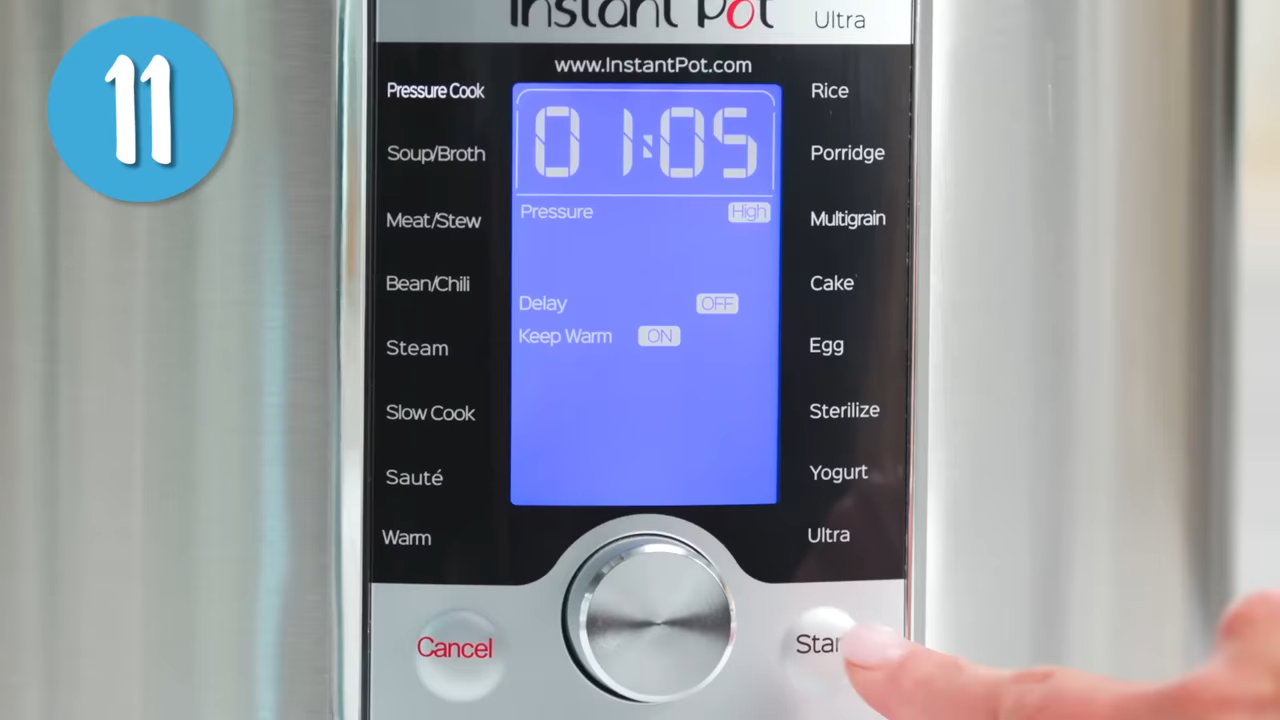 11
Instant Pot
Ultra
www.InstantPot.com
Pressure Cook
Soup/Broth
Meat/Stew
Bean/Chili
Steam
Slow Cook
Sauté
Warm
01:05
Pressure High
Delay OFF
Keep Warm ON
Rice
Porridge
Multigrain
Cake
Egg
Sterilize
Yogurt
Ultra
Cancel